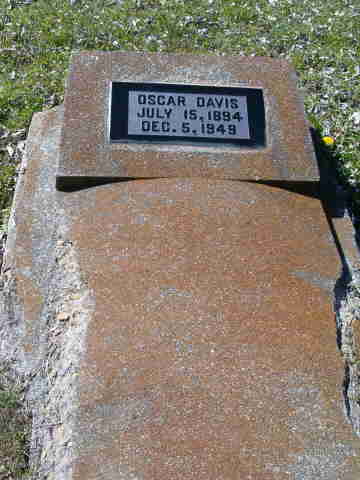 OSCAR DAVIS
JULY 15, 1894
DEC. 5, 1949